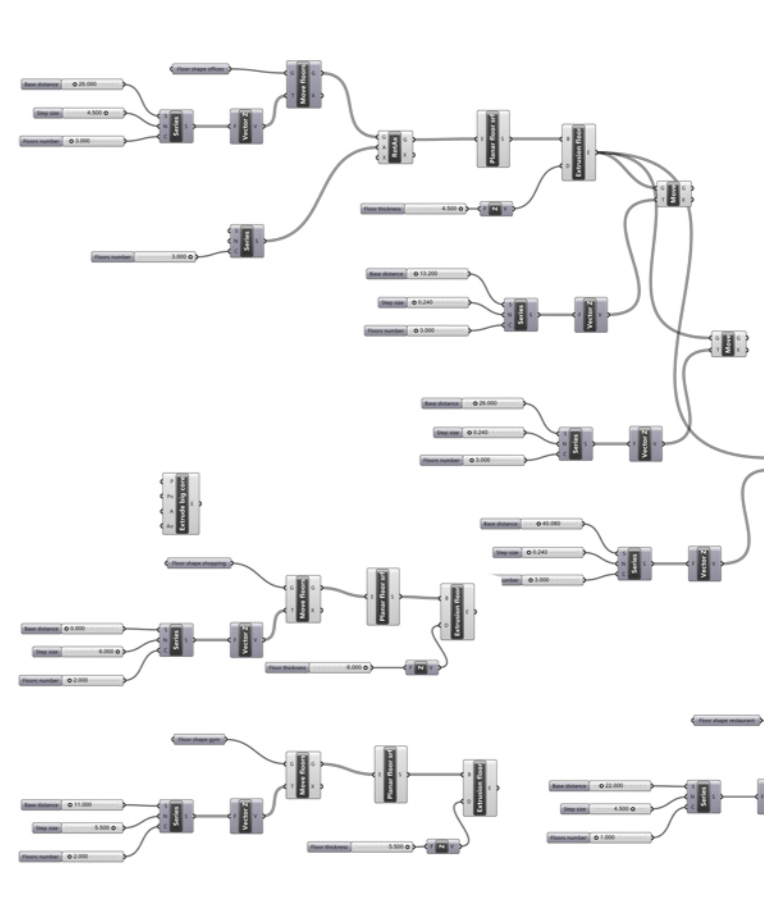 Floor shape offices
Base distance 26.000
Step size 4.500
Floors number 3.000
Series
Vector Z
Move floors
RotAx
Planar floor srf
Extrusion floor
Floor thickness 4.500
Z
Move
Floors number 3.000
Series
Base distance 13.200
Step size 0.240
Floors number 3.000
Series
Vector Z
Move
Base distance 26.000
Step size 0.240
Floors number 3.000
Series
Vector Z
Extrude big core
Base distance 40.080
Step size 0.240
umber 3.000
Series
Vector Z
Floor shape shopping
Move floors
Planar floor srf
Extrusion floor
Base distance 0.000
Step size 6.000
Floors number 2.000
Series
Vector Z
Floor thickness 6.000
Z
Floor shape restaurant
Floor shape gym
Move floors
Planar floor srf
Extrusion floor
Base distance 11.000
Step size 5.500
Floors number 2.000
Series
Vector Z
Floor thickness 5.500
Z
Base distance 22.000
Step size 4.500
Floors number 1.000
Series